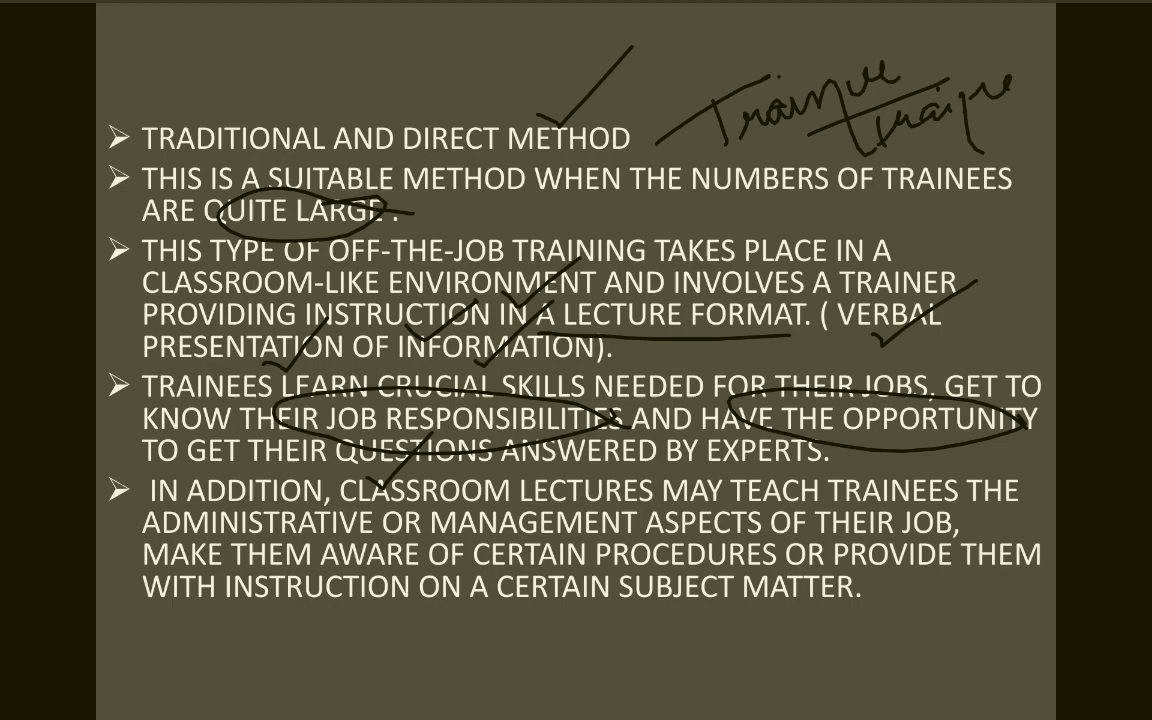 Trainee
Traine
➢ TRADITIONAL AND DIRECT METHOD
➢ THIS IS A SUITABLE METHOD WHEN THE NUMBERS OF TRAINEES
ARE QUITE LARGE .
➢ THIS TYPE OF OFF-THE-JOB TRAINING TAKES PLACE IN A
CLASSROOM-LIKE ENVIRONMENT AND INVOLVES A TRAINER
PROVIDING INSTRUCTION IN A LECTURE FORMAT. ( VERBAL
PRESENTATION OF INFORMATION).
➢ TRAINEES LEARN CRUCIAL SKILLS NEEDED FOR THEIR JOBS, GET TO
KNOW THEIR JOB RESPONSIBILITIES AND HAVE THE OPPORTUNITY
TO GET THEIR QUESTIONS ANSWERED BY EXPERTS.
➢ IN ADDITION, CLASSROOM LECTURES MAY TEACH TRAINEES THE
ADMINISTRATIVE OR MANAGEMENT ASPECTS OF THEIR JOB,
MAKE THEM AWARE OF CERTAIN PROCEDURES OR PROVIDE THEM
WITH INSTRUCTION ON A CERTAIN SUBJECT MATTER.